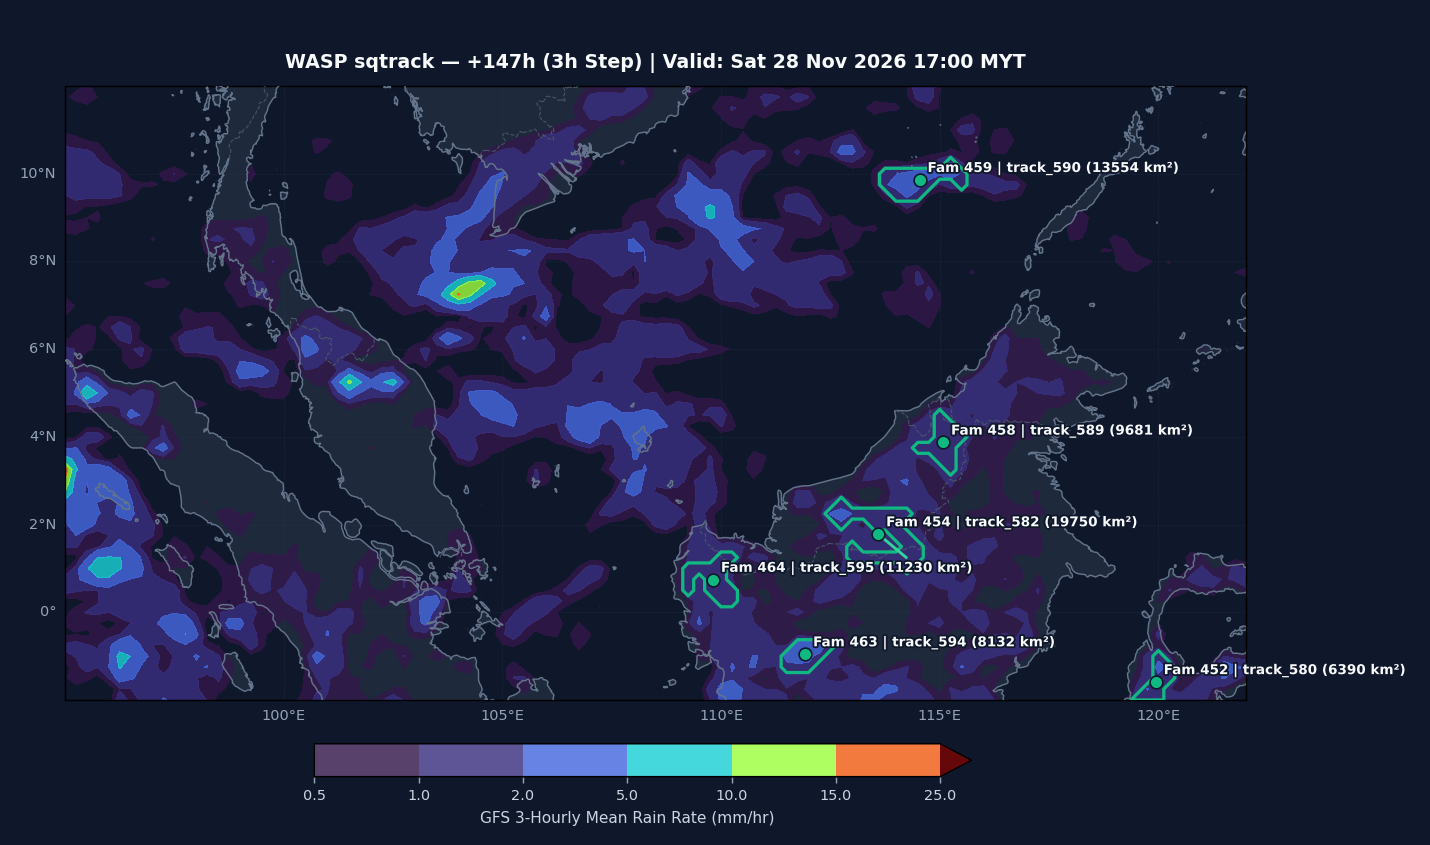 WASP sqtrack — +147h (3h Step) | Valid: Sat 28 Nov 2026 17:00 MYT
10°N
8°N
6°N
4°N
2°N
0°
Fam 459 | track_590 (13554 km²)
Fam 458 | track_589 (9681 km²)
Fam 454 | track_582 (19750 km²)
Fam 464 | track_595 (11230 km²)
Fam 463 | track_594 (8132 km²)
Fam 452 | track_580 (6390 km²)
100°E 105°E 110°E 115°E 120°E
0.5 1.0 2.0 5.0 10.0 15.0 25.0
GFS 3-Hourly Mean Rain Rate (mm/hr)